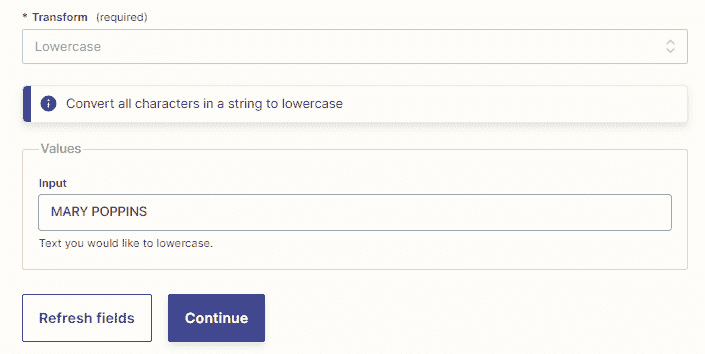 * Transform (required)
Lowercase
Convert all characters in a string to lowercase
Values
Input
MARY POPPINS
Text you would like to lowercase.
Refresh fields Continue